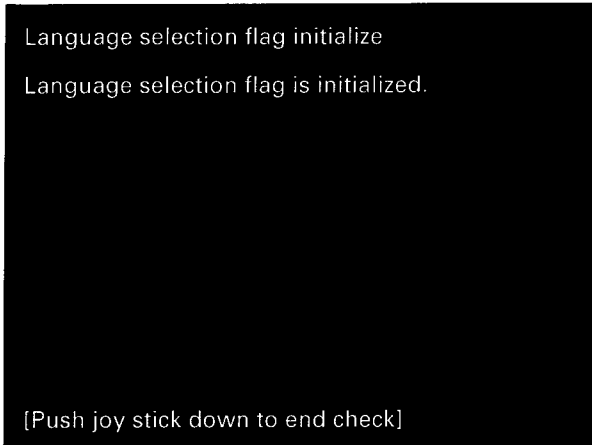 Language selection flag initialize
Language selection flag is initialized.
[Push joy stick down to end check]